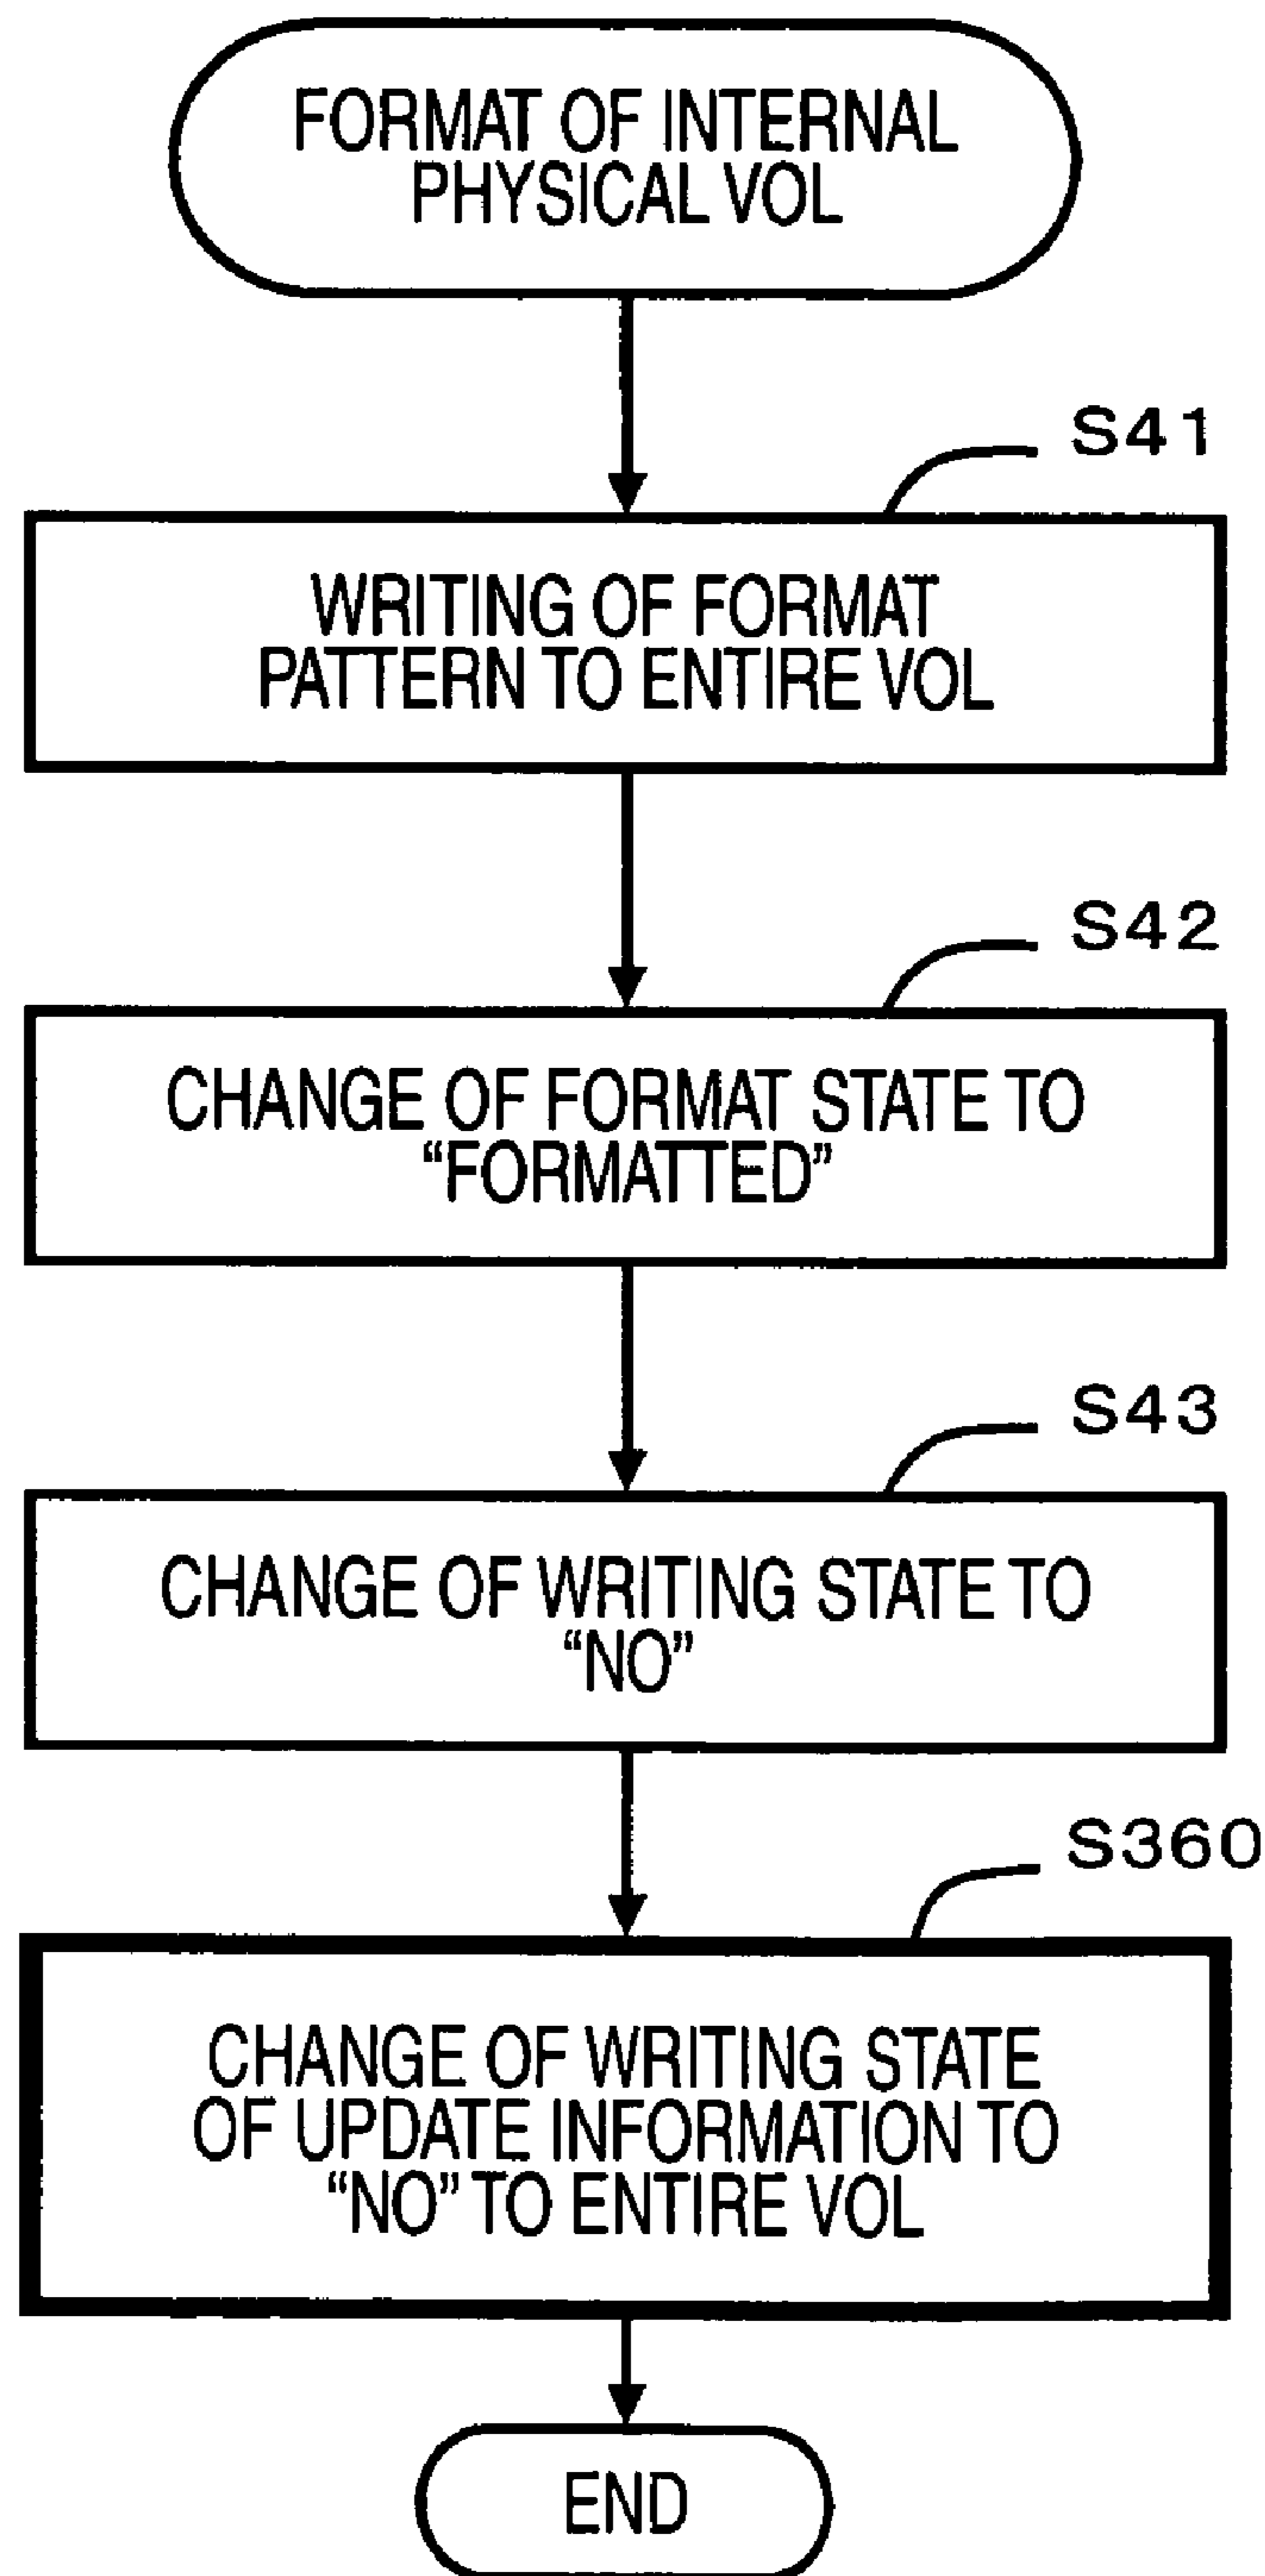 FORMAT OF INTERNAL
PHYSICAL VOL
S41
WRITING OF FORMAT
PATTERN TO ENTIRE VOL
S42
CHANGE OF FORMAT STATE TO
“FORMATTED”
S43
CHANGE OF WRITING STATE TO
“NO”
S360
CHANGE OF WRITING STATE
OF UPDATE INFORMATION TO
“NO” TO ENTIRE VOL
END